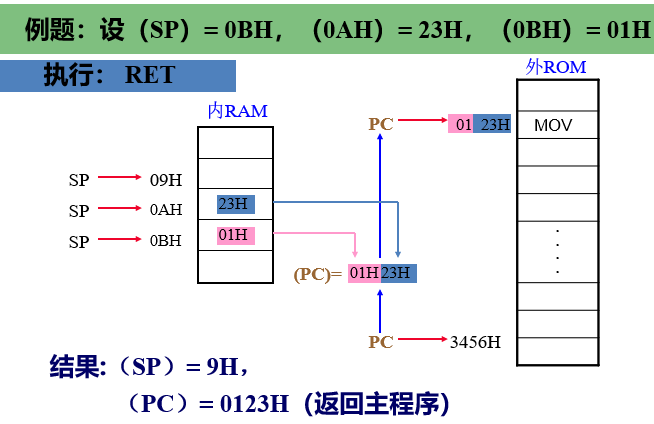 例题：设（SP）= 0BH，（0AH）= 23H，（0BH）= 01H
执行： RET
外ROM
内RAM
PC 01 23H MOV
SP 09H
SP 0AH 23H
SP 0BH 01H
(PC)= 01H 23H
PC 3456H
结果:（SP）= 9H，
（PC）= 0123H（返回主程序）